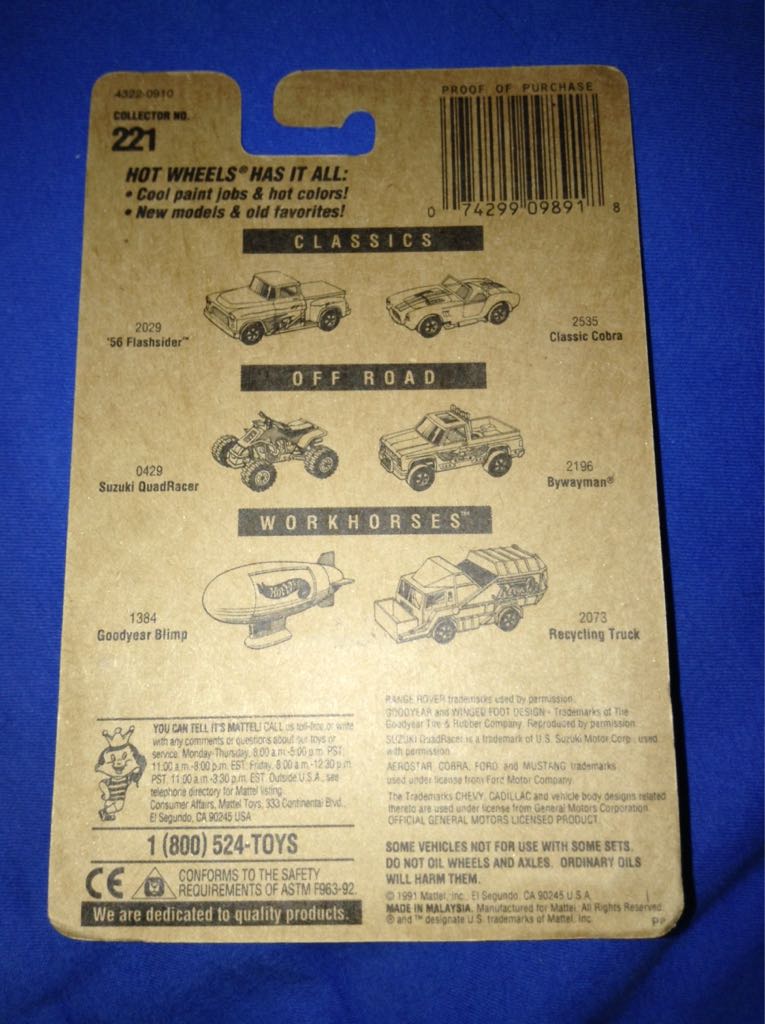 4322-0910
COLLECTOR NO.
221
PROOF OF PURCHASE
0 74299 09891 8
HOT WHEELS® HAS IT ALL:
• Cool paint jobs & hot colors!
• New models & old favorites!
CLASSICS
2029
'56 Flashsider™
2535
Classic Cobra
OFF ROAD
0429
Suzuki QuadRacer
2196
Bywayman®
WORKHORSES™
Hot Wheels
1384
Goodyear Blimp
2073
Recycling Truck
YOU CAN TELL IT'S MATTEL! CALL us toll-free or write
with any comments or questions about our toys or
service. Monday-Thursday, 8:00 a.m.-5:00 p.m. PST.
11:00 a.m.-8:00 p.m. EST. Friday, 8:00 a.m.-12:30 p.m.
PST, 11:00 a.m.-3:30 p.m. EST. Outside U.S.A., see
telephone directory for Mattel listing.
Consumer Affairs, Mattel Toys, 333 Continental Blvd.,
El Segundo, CA 90245 USA
1 (800) 524-TOYS
CE CONFORMS TO THE SAFETY
REQUIREMENTS OF ASTM F963-92.
We are dedicated to quality products.
RANGE ROVER trademarks used by permission.
GOODYEAR and WINGED FOOT DESIGN - Trademarks of The
Goodyear Tire & Rubber Company. Reproduced by permission.
SUZUKI QuadRacer is a trademark of U.S. Suzuki Motor Corp., used
with permission.
AEROSTAR, COBRA, FORD and MUSTANG trademarks
used under license from Ford Motor Company.
The Trademarks CHEVY, CADILLAC and vehicle body designs related
thereto are used under license from General Motors Corporation.
OFFICIAL GENERAL MOTORS LICENSED PRODUCT.
SOME VEHICLES NOT FOR USE WITH SOME SETS.
DO NOT OIL WHEELS AND AXLES. ORDINARY OILS
WILL HARM THEM.
© 1991 Mattel, Inc. El Segundo, CA 90245 U.S.A.
MADE IN MALAYSIA. Manufactured for Mattel. All Rights Reserved.
® and ™ designate U.S. trademarks of Mattel, Inc.